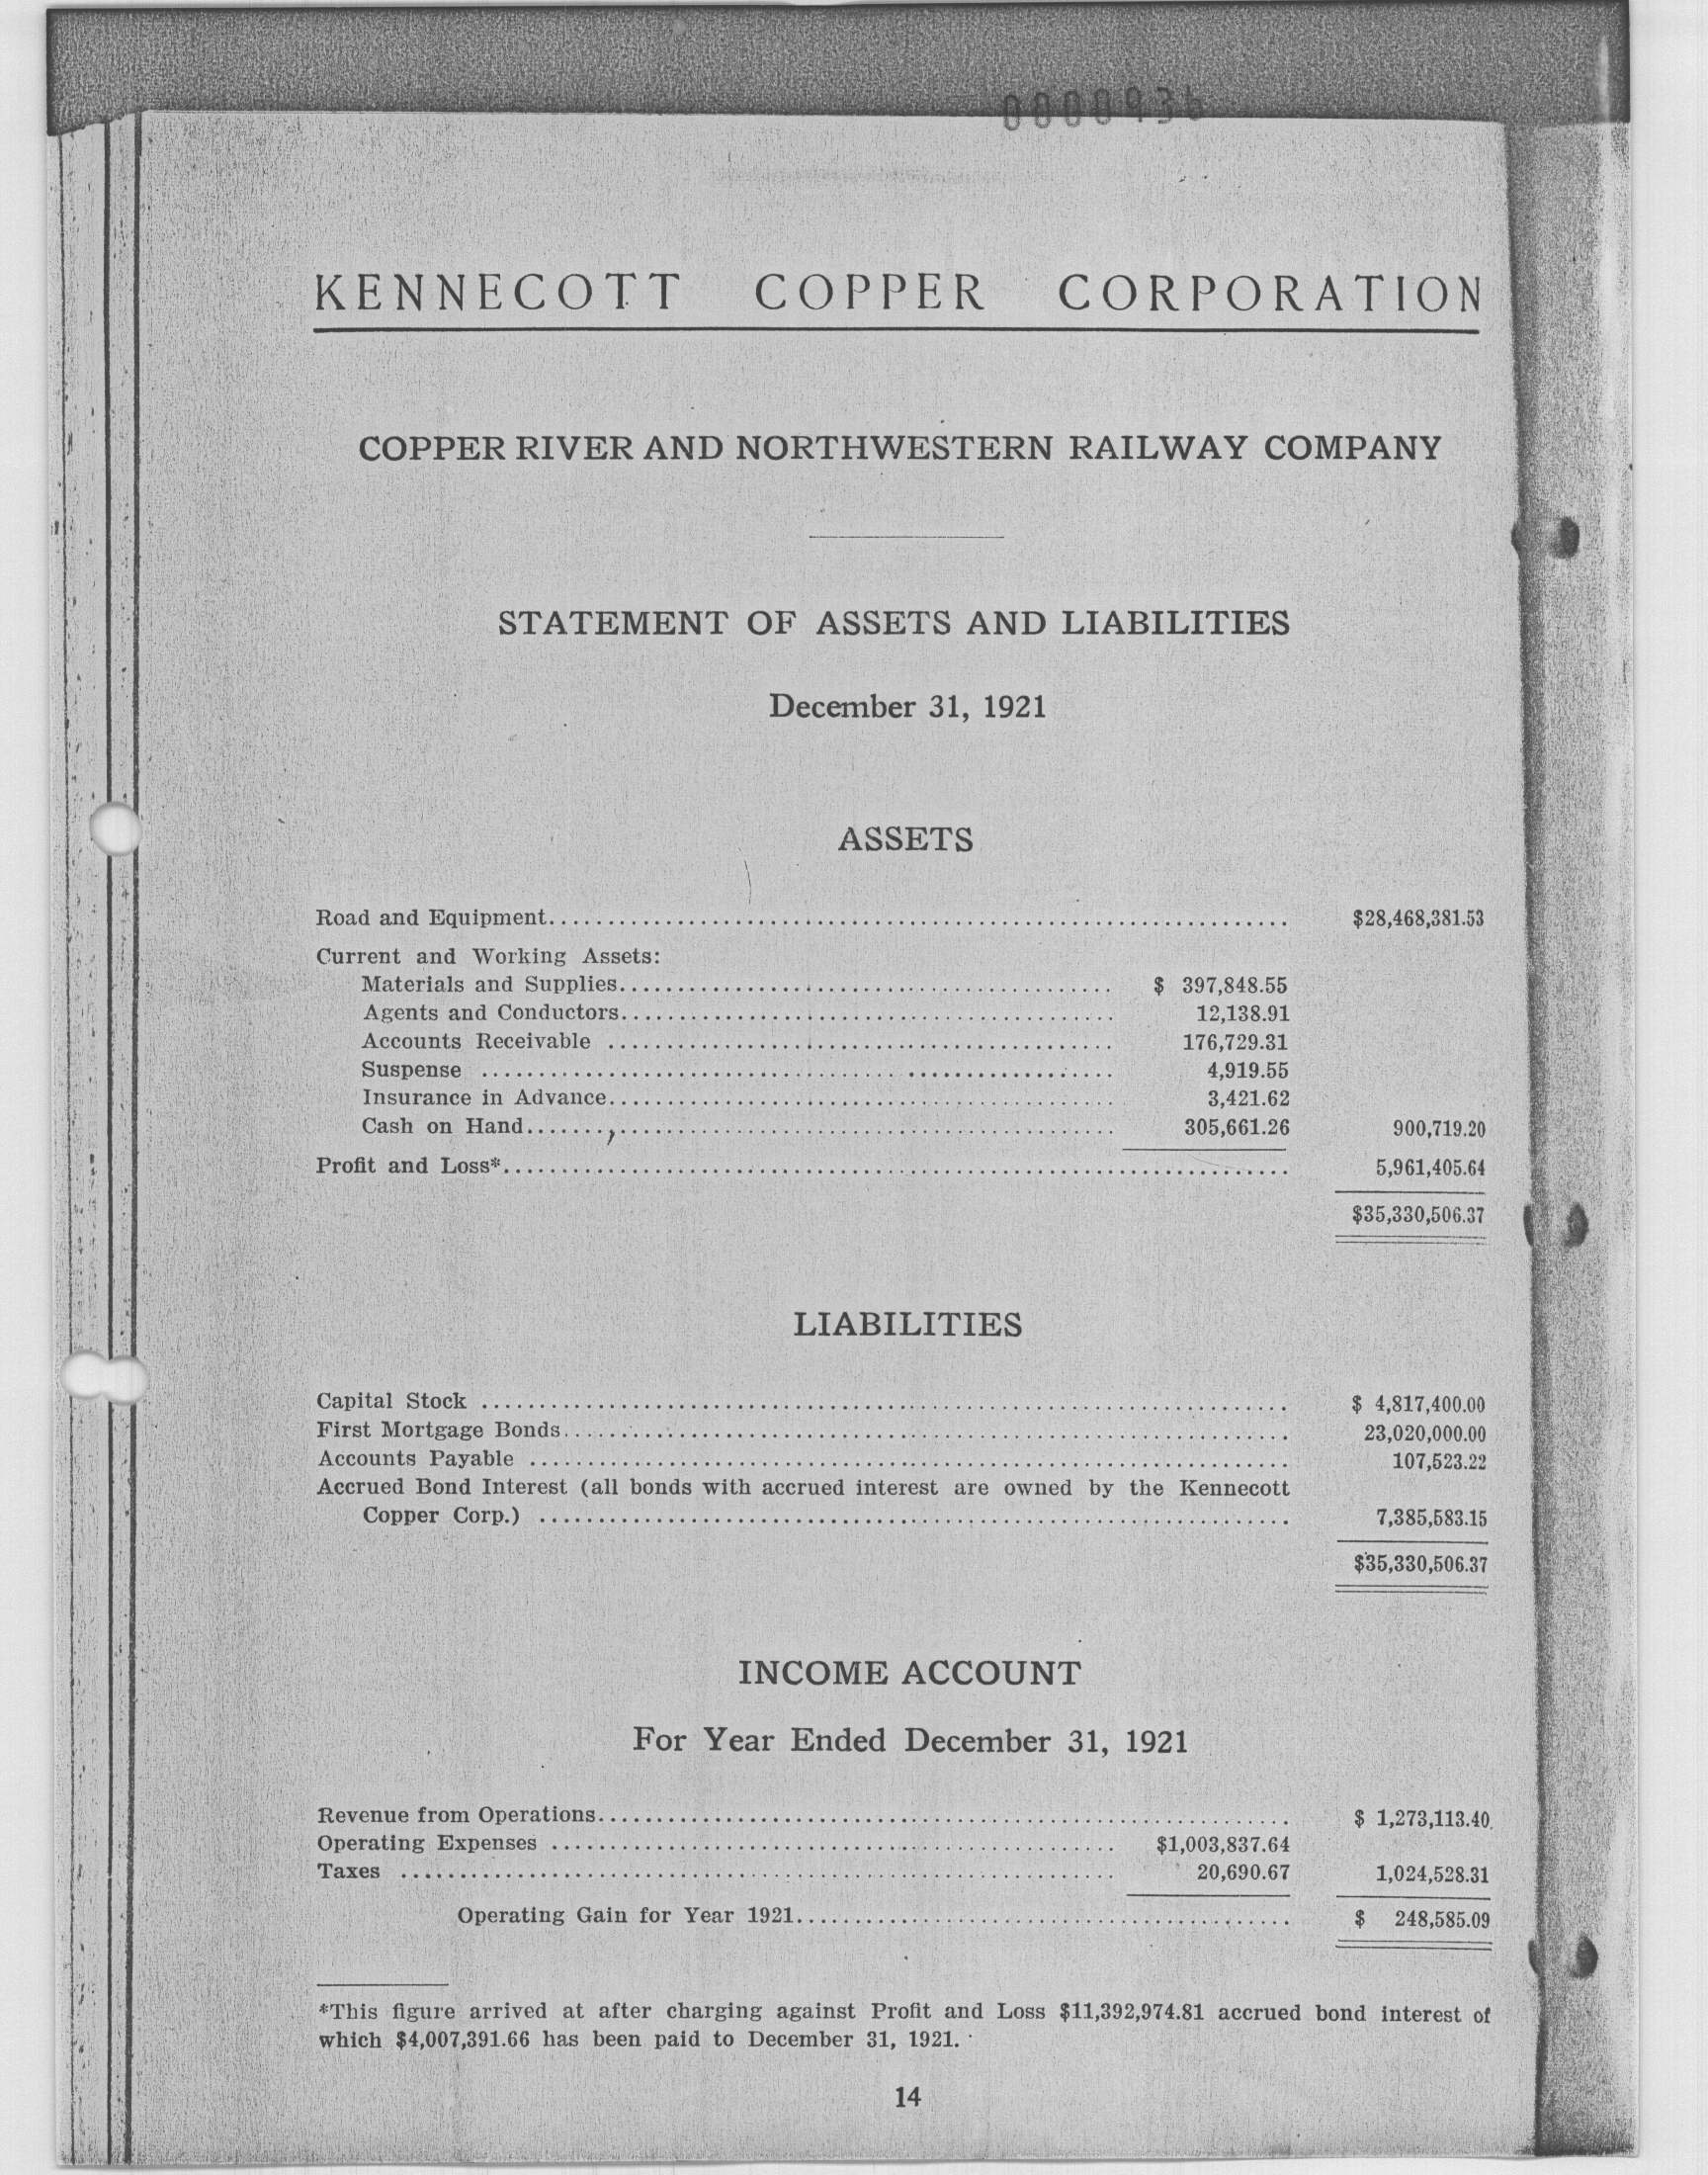 0808936
KENNECOTT COPPER CORPORATION
COPPER RIVER AND NORTHWESTERN RAILWAY COMPANY
STATEMENT OF ASSETS AND LIABILITIES
December 31, 1921
ASSETS
Road and Equipment........................................ $28,468,381.53
Current and Working Assets:
Materials and Supplies........................................ $ 397,848.55
Agents and Conductors........................................ 12,138.91
Accounts Receivable ........................................ 176,729.31
Suspense ........................................ 4,919.55
Insurance in Advance........................................ 3,421.62
Cash on Hand........................................ 305,661.26 900,719.20
Profit and Loss*........................................ 5,961,405.64
$35,330,506.37
LIABILITIES
Capital Stock ........................................ $ 4,817,400.00
First Mortgage Bonds........................................ 23,020,000.00
Accounts Payable ........................................ 107,523.22
Accrued Bond Interest (all bonds with accrued interest are owned by the Kennecott
Copper Corp.) ........................................ 7,385,583.15
$35,330,506.37
INCOME ACCOUNT
For Year Ended December 31, 1921
Revenue from Operations........................................ $ 1,273,113.40
Operating Expenses ........................................ $1,003,837.64
Taxes ........................................ 20,690.67 1,024,528.31
Operating Gain for Year 1921........................................ $ 248,585.09
*This figure arrived at after charging against Profit and Loss $11,392,974.81 accrued bond interest of
which $4,007,391.66 has been paid to December 31, 1921.
14